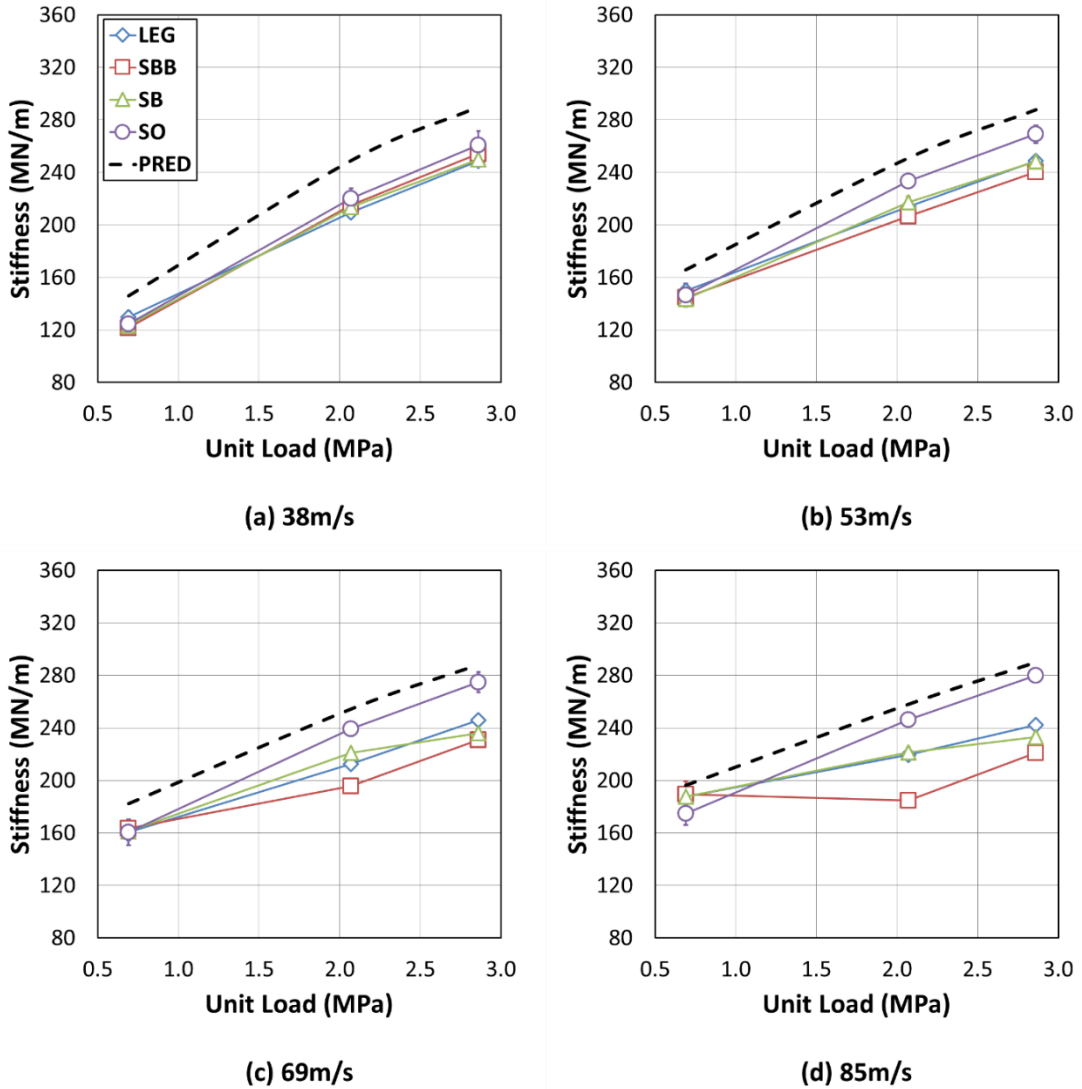 360
320
280
240
200
160
120
80
Stiffness (MN/m)
LEG
SBB
SB
SO
PRED
0.5 1.0 1.5 2.0 2.5 3.0
Unit Load (MPa)
(a) 38m/s
360
320
280
240
200
160
120
80
Stiffness (MN/m)
0.5 1.0 1.5 2.0 2.5 3.0
Unit Load (MPa)
(b) 53m/s
360
320
280
240
200
160
120
80
Stiffness (MN/m)
0.5 1.0 1.5 2.0 2.5 3.0
Unit Load (MPa)
(c) 69m/s
360
320
280
240
200
160
120
80
Stiffness (MN/m)
0.5 1.0 1.5 2.0 2.5 3.0
Unit Load (MPa)
(d) 85m/s